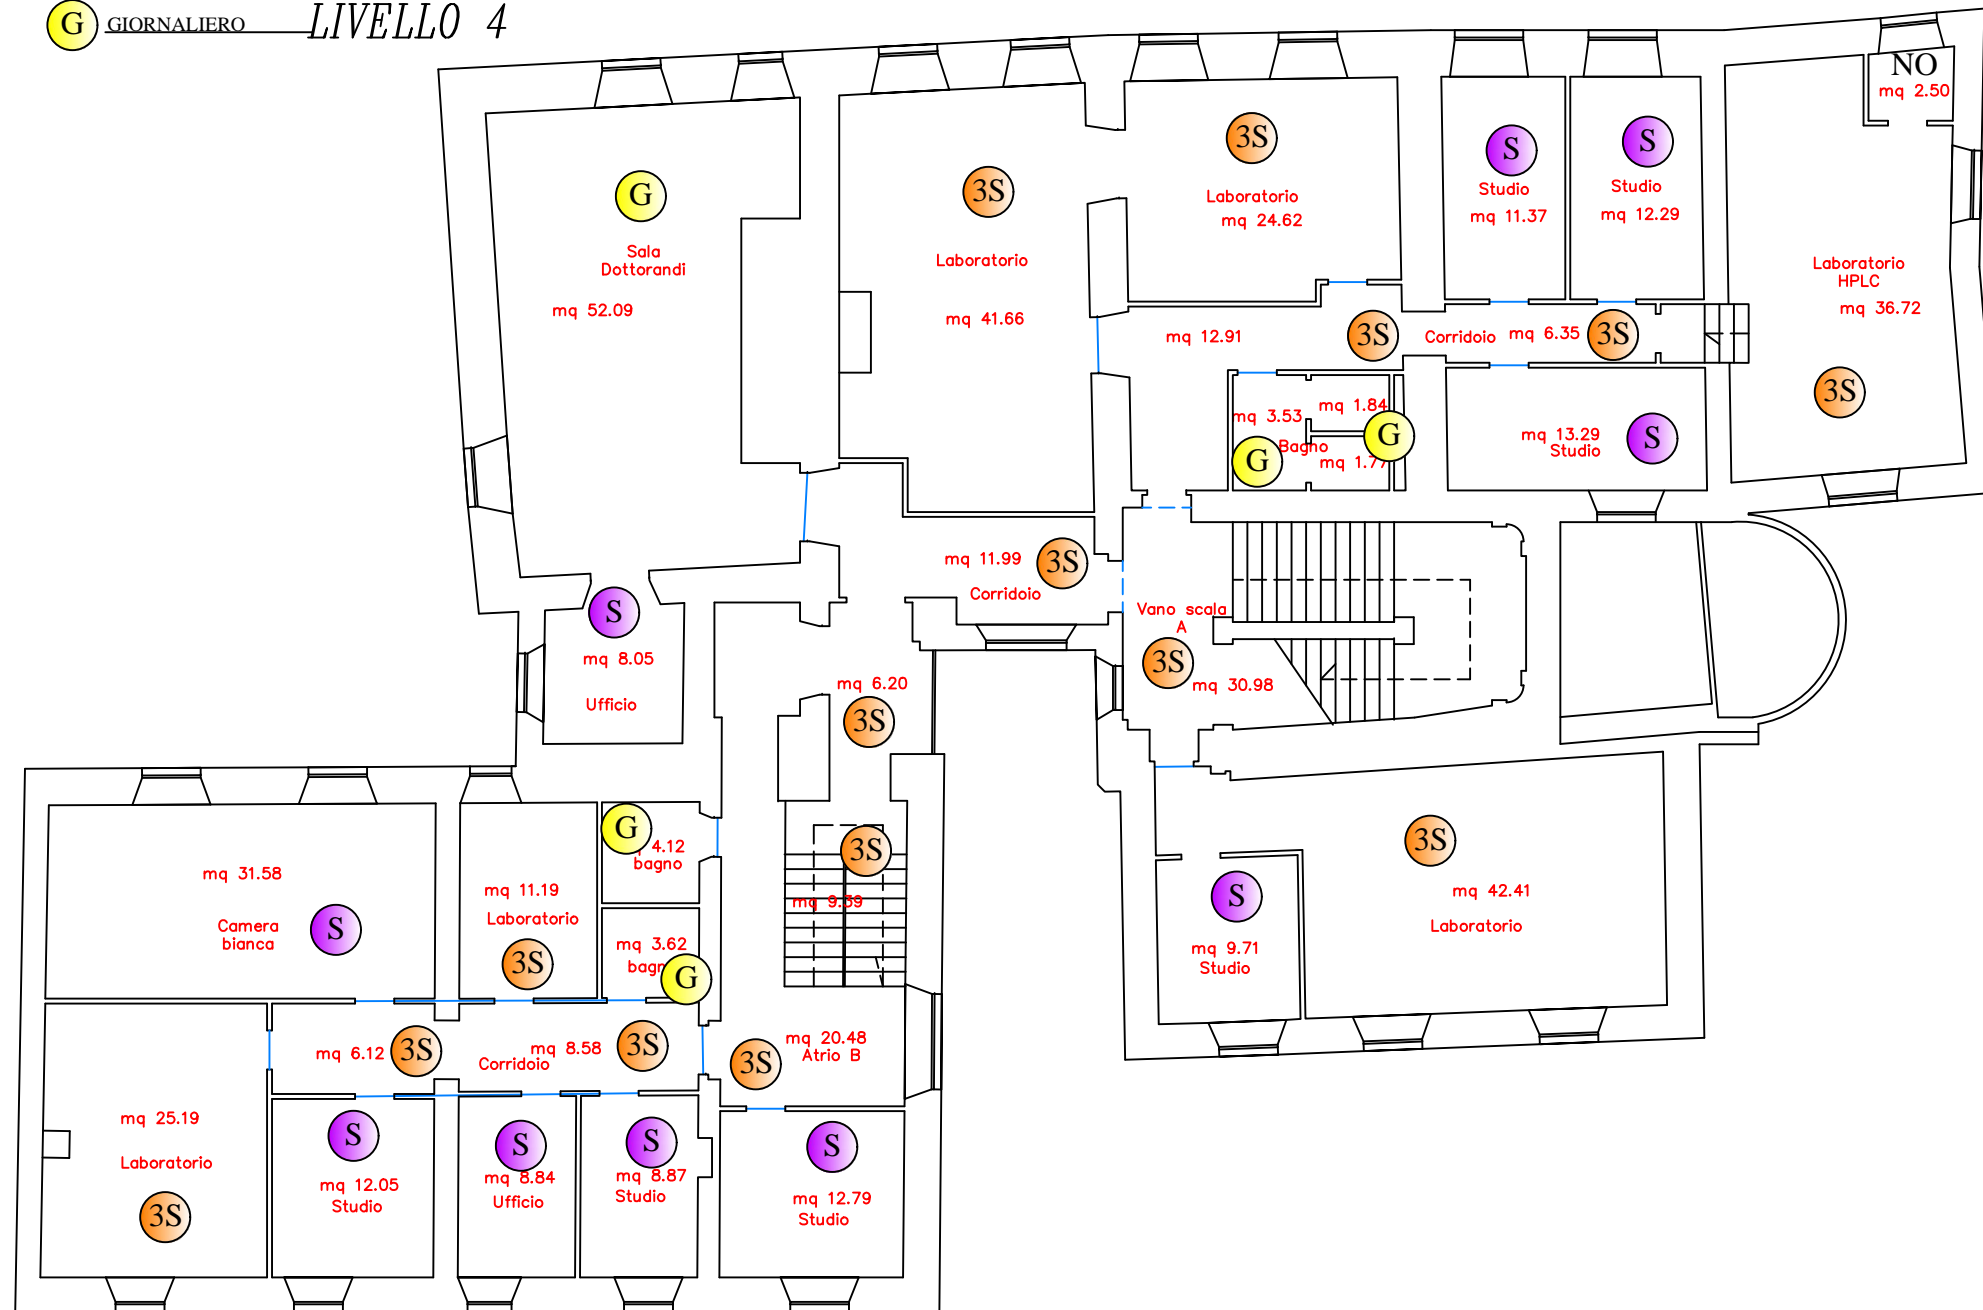 G GIORNALIERO LIVELLO 4
NO
mq 2.50
3S
Laboratorio
mq 24.62
S
Studio
mq 11.37
S
Studio
mq 12.29
G
Sala
Dottorandi
mq 52.09
3S
Laboratorio
mq 41.66
Laboratorio
HPLC
mq 36.72
3S
mq 12.91
3S
Corridoio
mq 6.35
3S
mq 3.53
mq 1.84
Bagno
mq 1.77
G
G
mq 13.29
Studio
S
mq 11.99
3S
Corridoio
Vano scala
A
3S
mq 30.98
S
mq 8.05
Ufficio
mq 6.20
3S
G
4.12
bagno
3S
mq 9.39
mq 31.58
Camera
bianca
S
mq 11.19
Laboratorio
3S
mq 3.62
G
3S
mq 42.41
Laboratorio
S
mq 9.71
Studio
mq 6.12
3S
Corridoio
mq 8.58
3S
3S
mq 20.48
Atrio B
mq 25.19
Laboratorio
3S
S
mq 12.05
Studio
S
mq 8.84
Ufficio
S
mq 8.87
Studio
S
mq 12.79
Studio